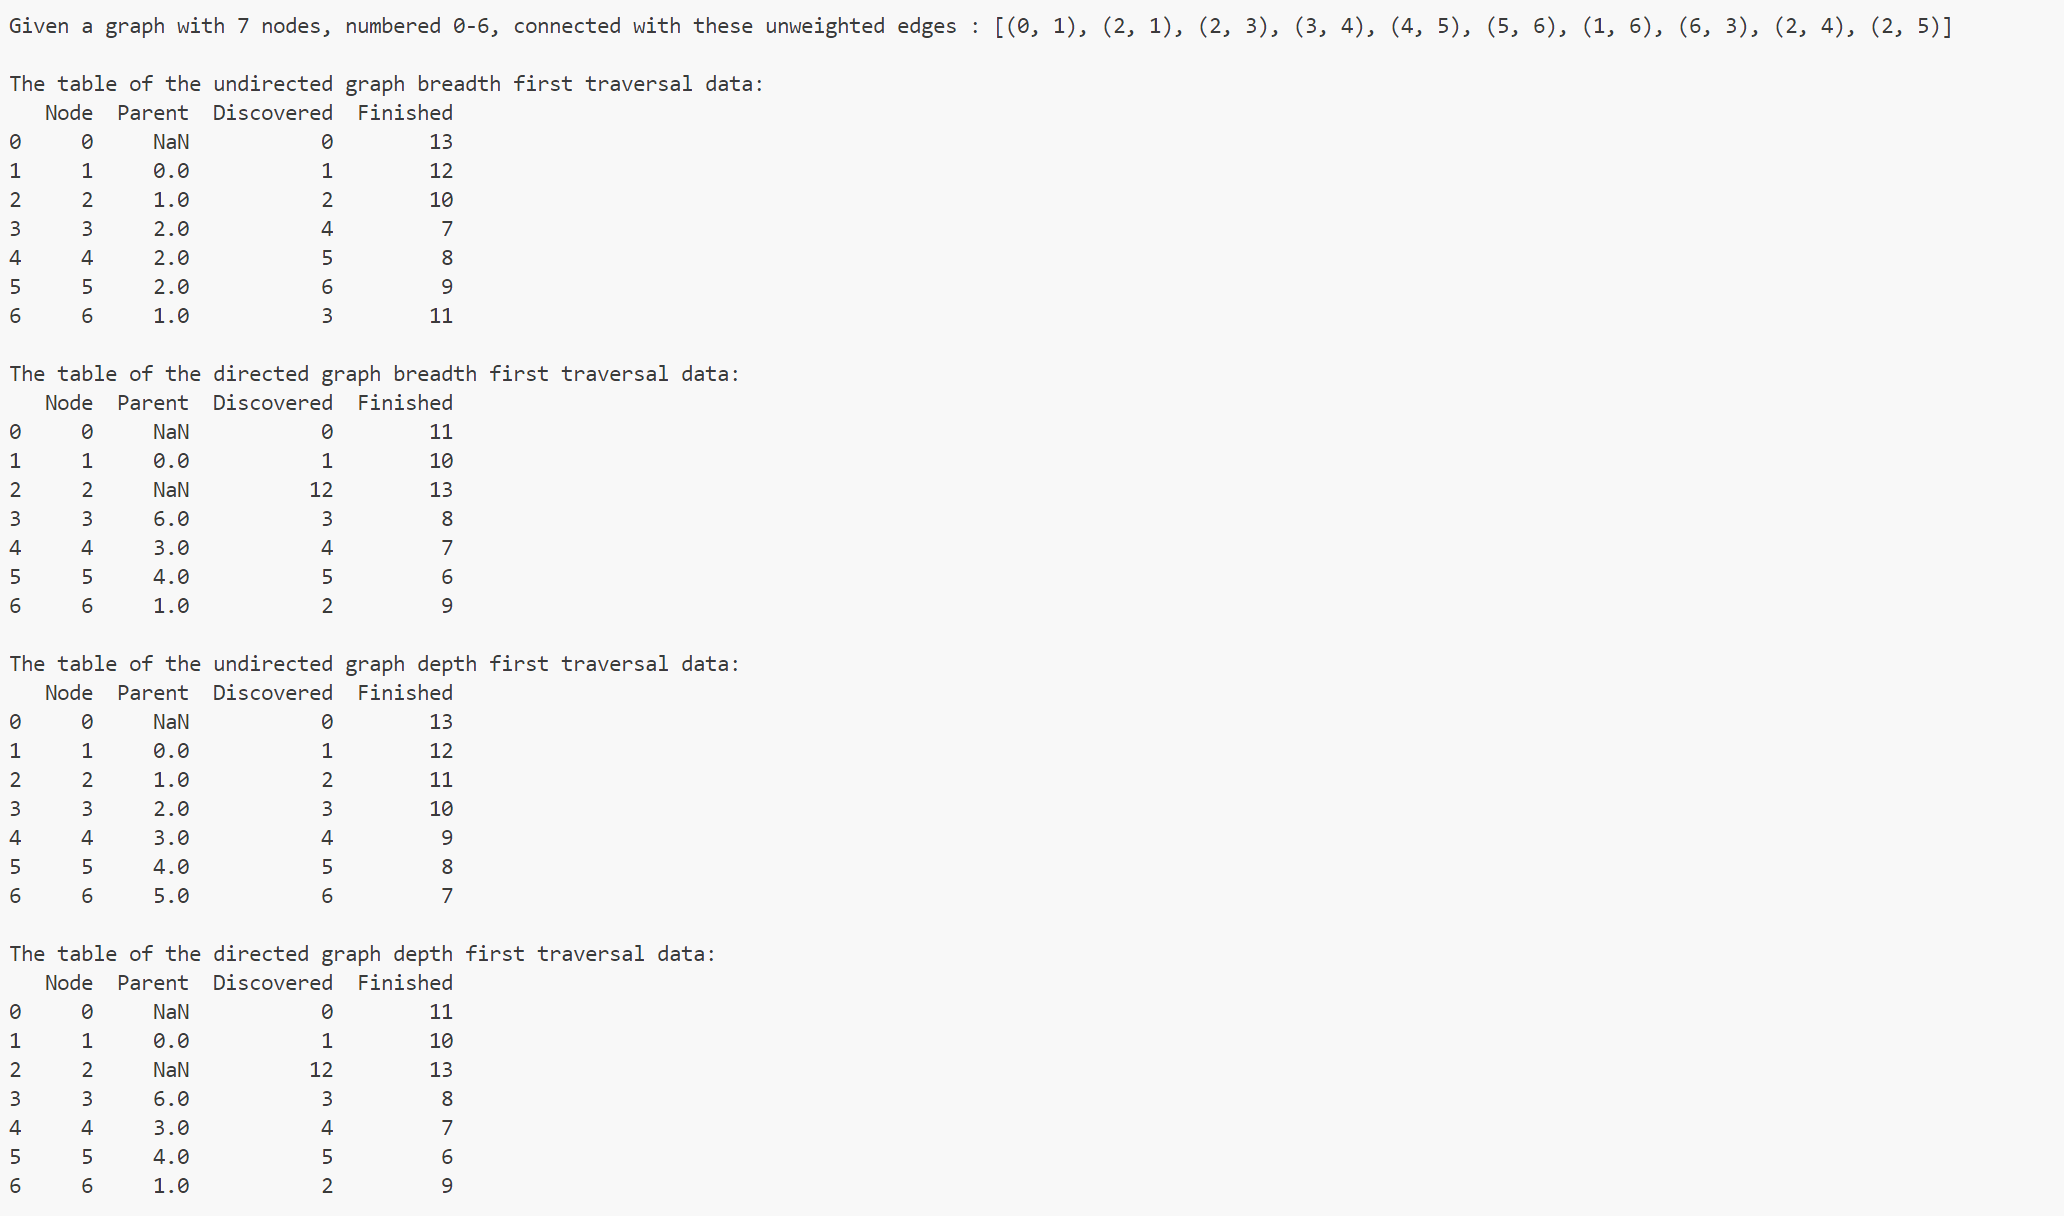 Given a graph with 7 nodes, numbered 0-6, connected with these unweighted edges : [(0, 1), (2, 1), (2, 3), (3, 4), (4, 5), (5, 6), (1, 6), (6, 3), (2, 4), (2, 5)]
The table of the undirected graph breadth first traversal data:
   Node  Parent  Discovered  Finished
0     0     NaN           0        13
1     1     0.0           1        12
2     2     1.0           2        10
3     3     2.0           4         7
4     4     2.0           5         8
5     5     2.0           6         9
6     6     1.0           3        11
The table of the directed graph breadth first traversal data:
   Node  Parent  Discovered  Finished
0     0     NaN           0        11
1     1     0.0           1        10
2     2     NaN          12        13
3     3     6.0           3         8
4     4     3.0           4         7
5     5     4.0           5         6
6     6     1.0           2         9
The table of the undirected graph depth first traversal data:
   Node  Parent  Discovered  Finished
0     0     NaN           0        13
1     1     0.0           1        12
2     2     1.0           2        11
3     3     2.0           3        10
4     4     3.0           4         9
5     5     4.0           5         8
6     6     5.0           6         7
The table of the directed graph depth first traversal data:
   Node  Parent  Discovered  Finished
0     0     NaN           0        11
1     1     0.0           1        10
2     2     NaN          12        13
3     3     6.0           3         8
4     4     3.0           4         7
5     5     4.0           5         6
6     6     1.0           2         9